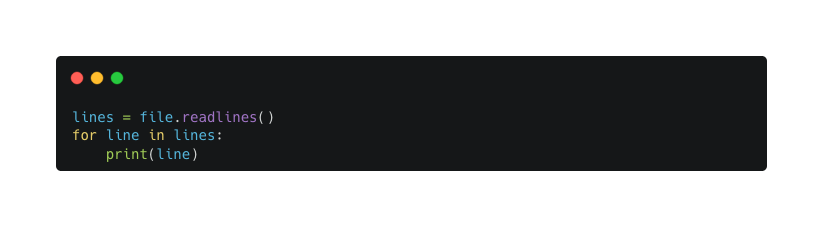 lines = file.readlines()
for line in lines:
    print(line)